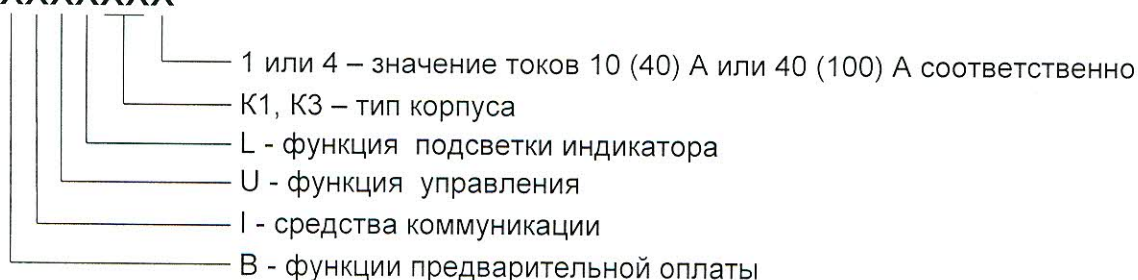 1 или 4 – значение токов 10 (40) А или 40 (100) А соответственно
К1, К3 – тип корпуса
L - функция подсветки индикатора
U - функция управления
I - средства коммуникации
В - функции предварительной оплаты